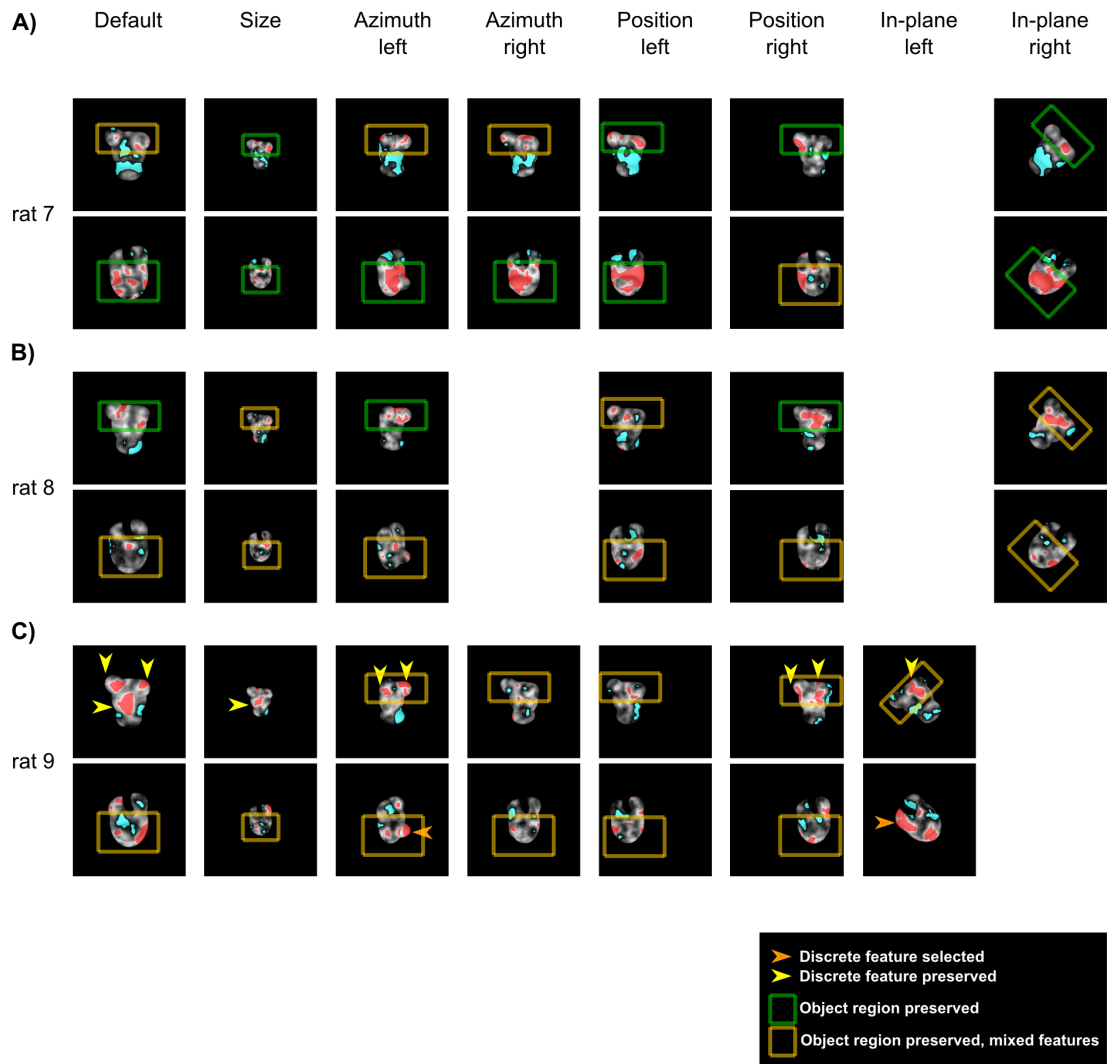 A)
Default
Size
Azimuth
left
Azimuth
right
Position
left
Position
right
In-plane
left
In-plane
right
rat 7
B)
rat 8
C)
rat 9
Discrete feature selected
Discrete feature preserved
Object region preserved
Object region preserved, mixed features